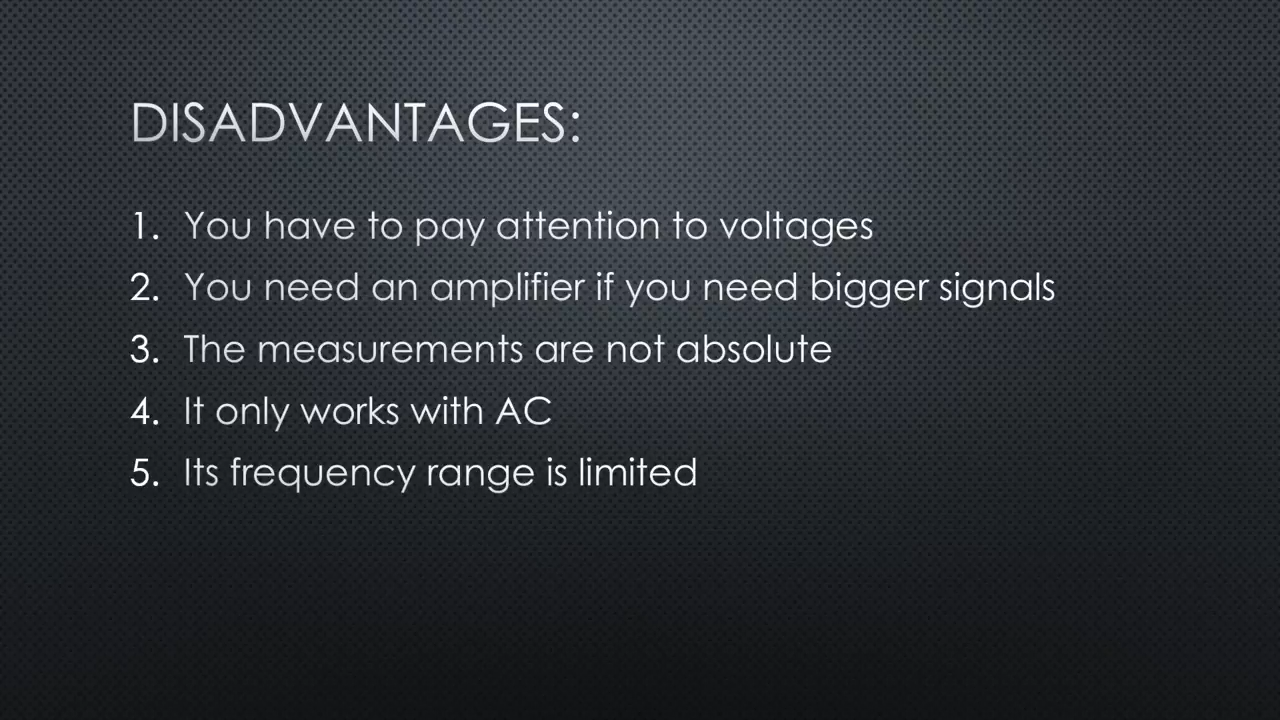 DISADVANTAGES:
1. You have to pay attention to voltages
2. You need an amplifier if you need bigger signals
3. The measurements are not absolute
4. It only works with AC
5. Its frequency range is limited